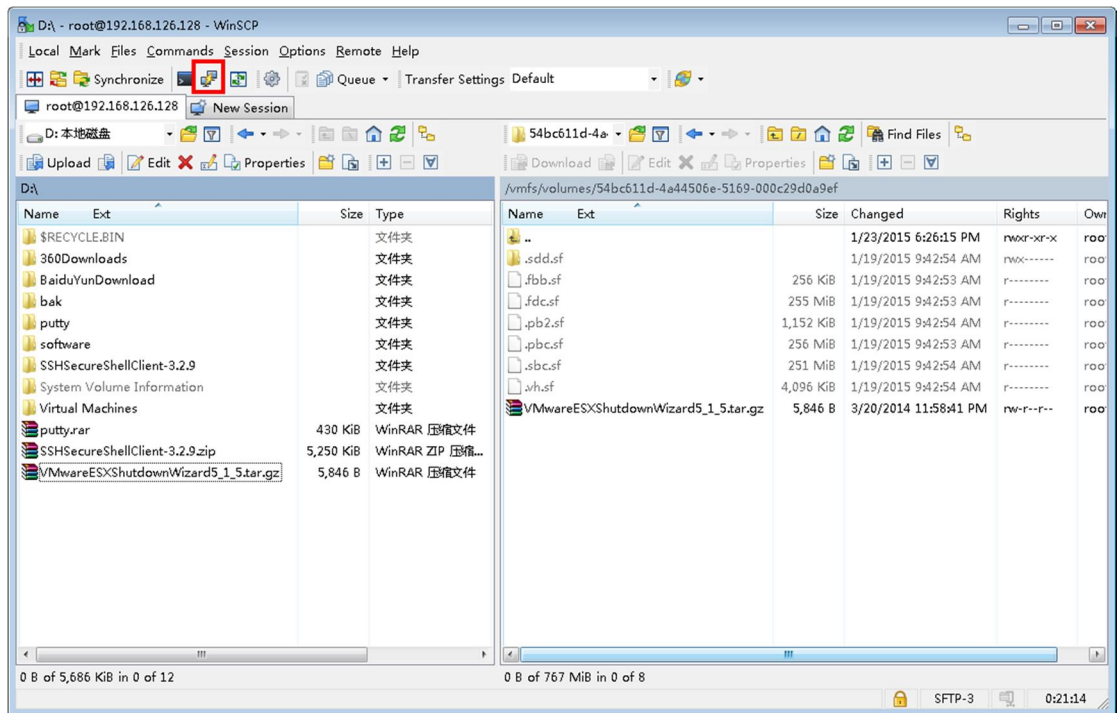 D:\ - root@192.168.126.128 - WinSCP
Local Mark Files Commands Session Options Remote Help
Synchronize Queue Transfer Settings Default
root@192.168.126.128 New Session
D: 本地磁盘 54bc611d-4a Find Files
Upload Edit Properties Download Edit Properties
D:\ /vmfs/volumes/54bc611d-4a44506e-5169-000c29d0a9ef
Name Ext Size Type Name Ext Size Changed Rights Owr
$RECYCLE.BIN 文件夹 .. 1/23/2015 6:26:15 PM rwxr-xr-x roo
360Downloads 文件夹 .sdd.sf 1/19/2015 9:42:54 AM rwx------ roo
BaiduYunDownload 文件夹 .fbb.sf 256 KiB 1/19/2015 9:42:53 AM r-------- roo
bak 文件夹 .fdc.sf 255 MiB 1/19/2015 9:42:53 AM r-------- roo
putty 文件夹 .pb2.sf 1,152 KiB 1/19/2015 9:42:54 AM r-------- roo
software 文件夹 .pbc.sf 256 MiB 1/19/2015 9:42:53 AM r-------- roo
SSHSecureShellClient-3.2.9 文件夹 .sbc.sf 251 MiB 1/19/2015 9:42:54 AM r-------- roo
System Volume Information 文件夹 .vh.sf 4,096 KiB 1/19/2015 9:42:54 AM r-------- roo
Virtual Machines 文件夹 VMwareESXShutdownWizard5_1_5.tar.gz 5,846 B 3/20/2014 11:58:41 PM rw-r--r-- roo
putty.rar 430 KiB WinRAR 压缩文件
SSHSecureShellClient-3.2.9.zip 5,250 KiB WinRAR ZIP 压缩...
VMwareESXShutdownWizard5_1_5.tar.gz 5,846 B WinRAR 压缩文件
0 B of 5,686 KiB in 0 of 12 0 B of 767 MiB in 0 of 8
SFTP-3 0:21:14